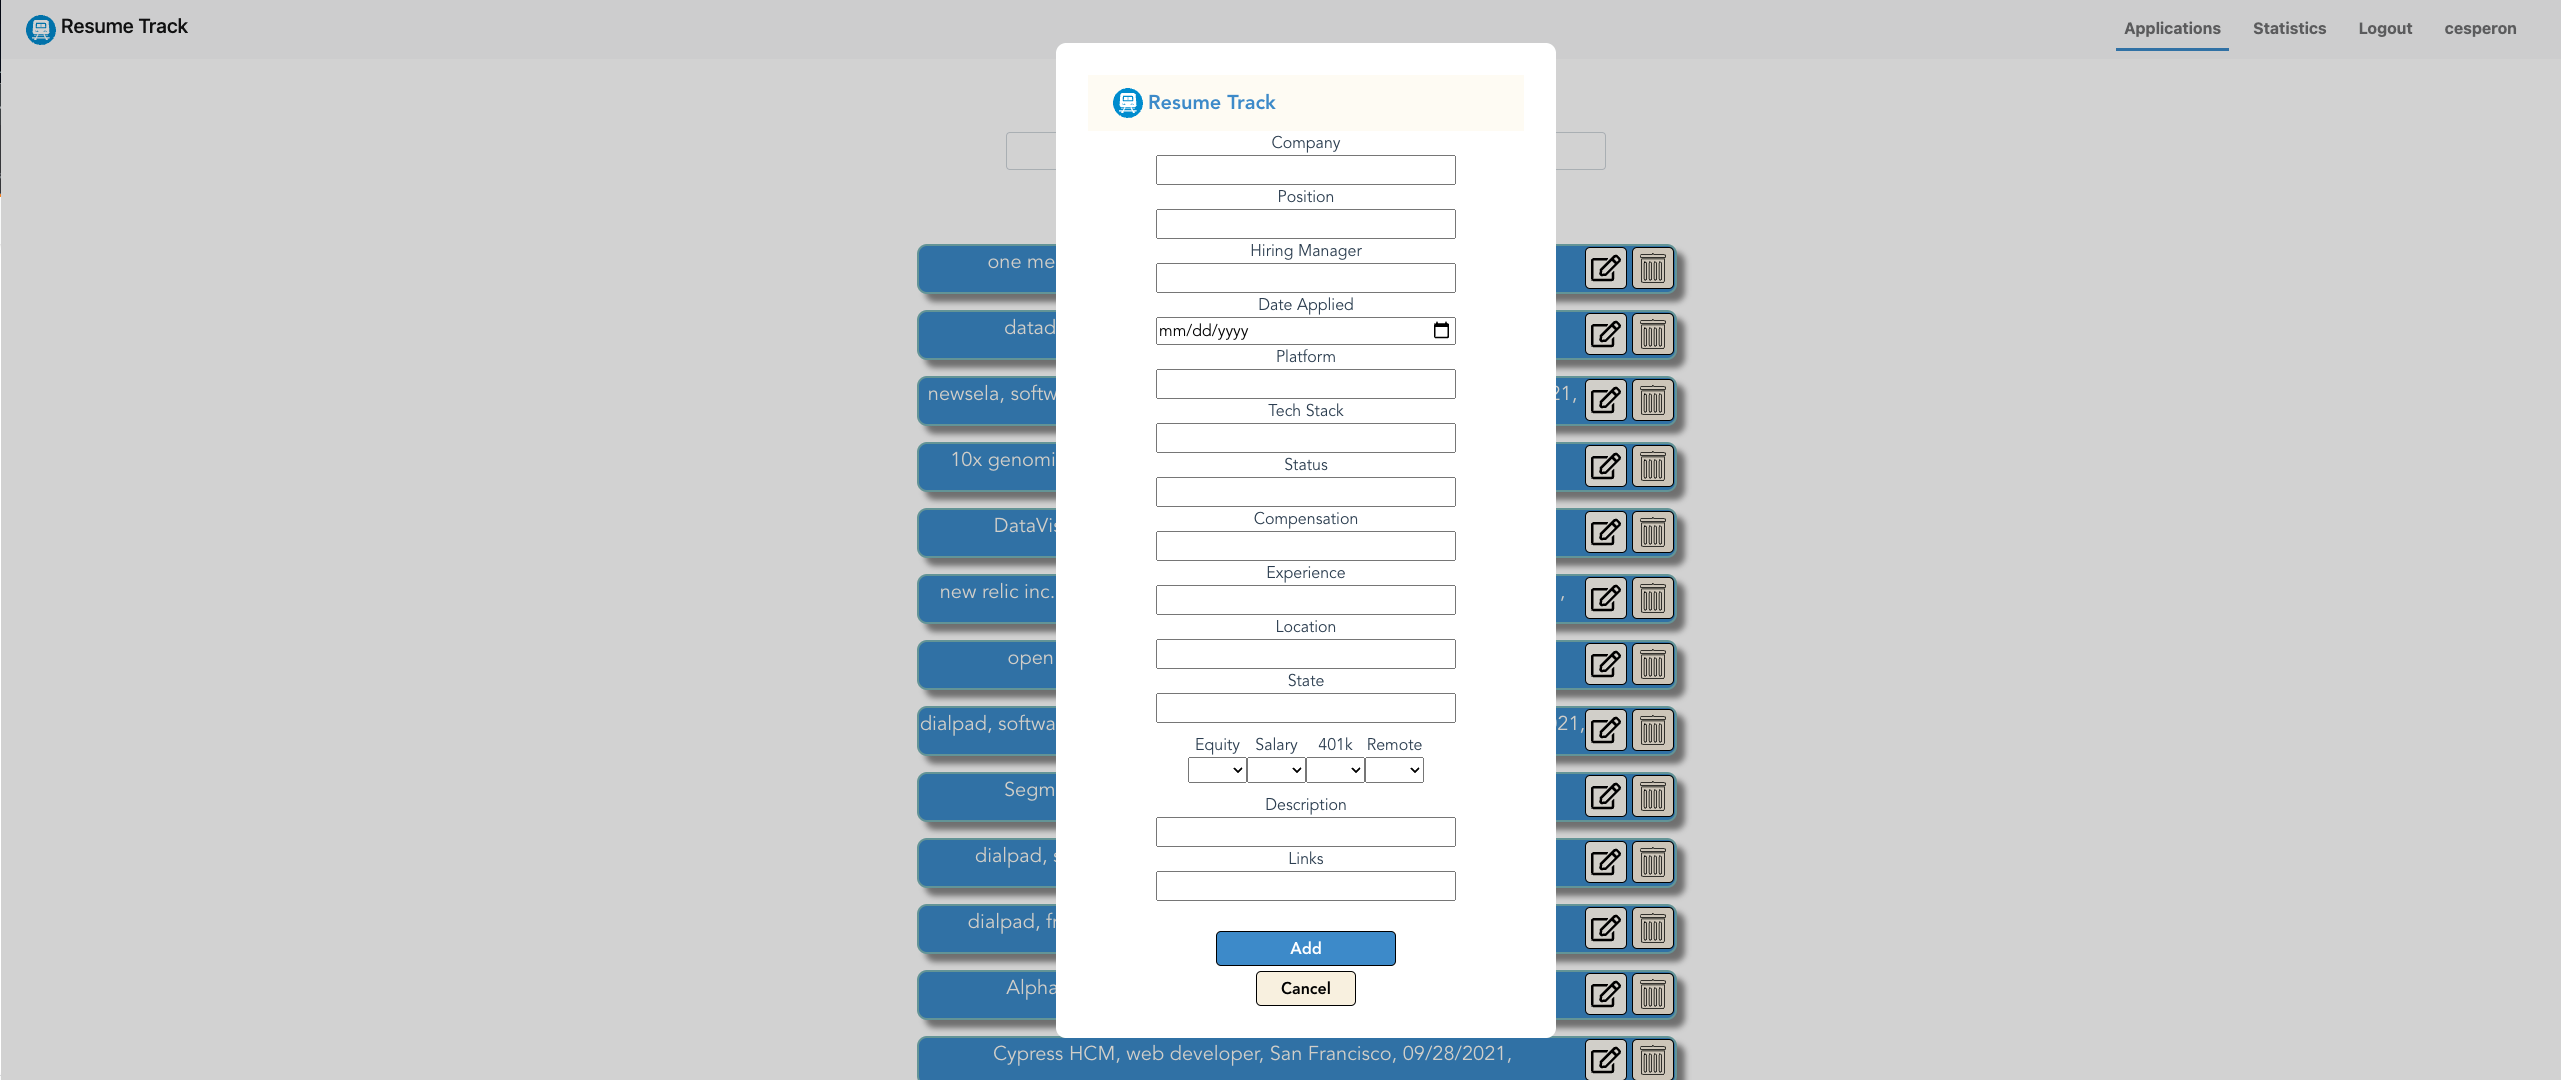 Resume Track
Applications Statistics Logout cesperon
Resume Track
Company
Position
Hiring Manager
Date Applied
mm/dd/yyyy
Platform
Tech Stack
Status
Compensation
Experience
Location
State
Equity Salary 401k Remote
Description
Links
Add
Cancel
one me
datad
newsela, softw 21,
10x genomi
DataVis
new relic inc. ,
open
dialpad, softwa 021,
Segm
dialpad, s
dialpad, fr
Alpha
Cypress HCM, web developer, San Francisco, 09/28/2021,